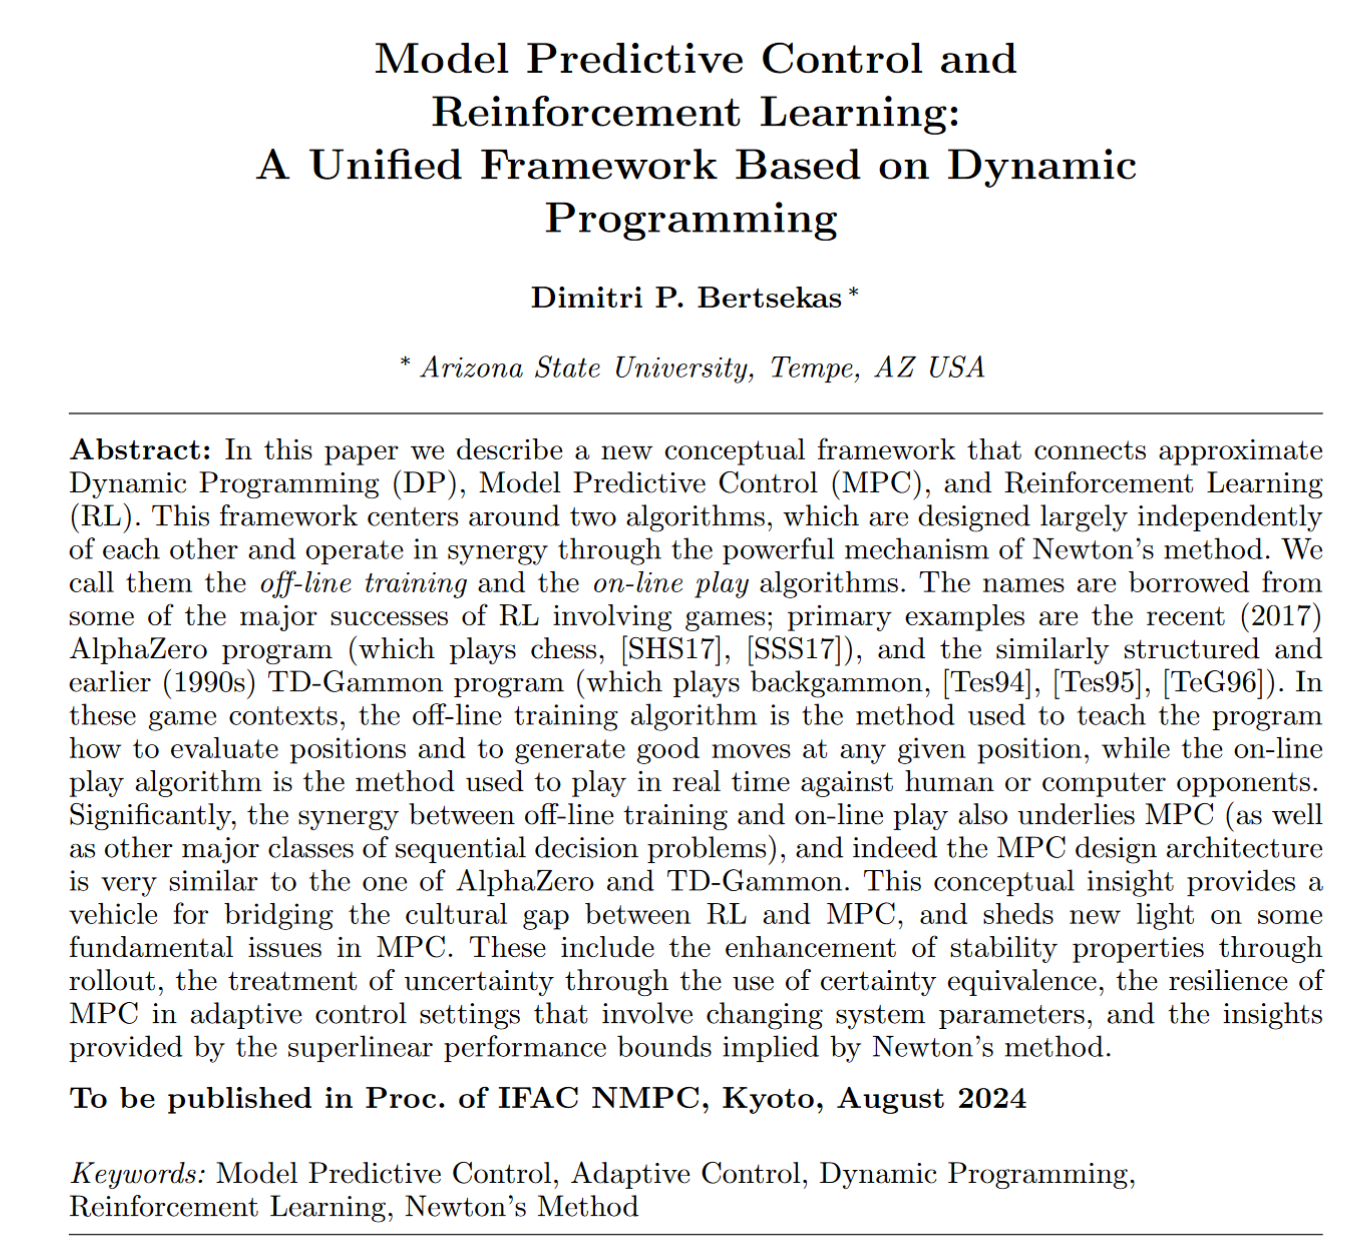 Model Predictive Control and
Reinforcement Learning:
A Unified Framework Based on Dynamic
Programming
Dimitri P. Bertsekas *
* Arizona State University, Tempe, AZ USA
Abstract: In this paper we describe a new conceptual framework that connects approximate
Dynamic Programming (DP), Model Predictive Control (MPC), and Reinforcement Learning
(RL). This framework centers around two algorithms, which are designed largely independently
of each other and operate in synergy through the powerful mechanism of Newton's method. We
call them the off-line training and the on-line play algorithms. The names are borrowed from
some of the major successes of RL involving games; primary examples are the recent (2017)
AlphaZero program (which plays chess, [SHS17], [SSS17]), and the similarly structured and
earlier (1990s) TD-Gammon program (which plays backgammon, [Tes94], [Tes95], [TeG96]). In
these game contexts, the off-line training algorithm is the method used to teach the program
how to evaluate positions and to generate good moves at any given position, while the on-line
play algorithm is the method used to play in real time against human or computer opponents.
Significantly, the synergy between off-line training and on-line play also underlies MPC (as well
as other major classes of sequential decision problems), and indeed the MPC design architecture
is very similar to the one of AlphaZero and TD-Gammon. This conceptual insight provides a
vehicle for bridging the cultural gap between RL and MPC, and sheds new light on some
fundamental issues in MPC. These include the enhancement of stability properties through
rollout, the treatment of uncertainty through the use of certainty equivalence, the resilience of
MPC in adaptive control settings that involve changing system parameters, and the insights
provided by the superlinear performance bounds implied by Newton's method.
To be published in Proc. of IFAC NMPC, Kyoto, August 2024
Keywords: Model Predictive Control, Adaptive Control, Dynamic Programming,
Reinforcement Learning, Newton's Method